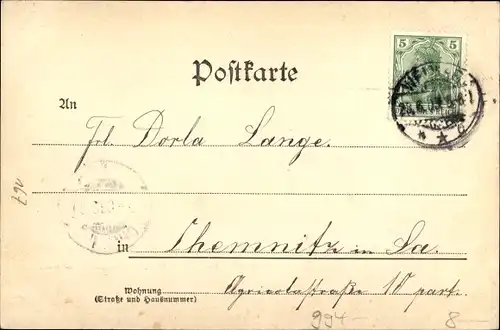 5 5
Postkarte
An
Frl. Dorla Lange.
in Chemnitz in Sa.
Wohnung
(Straße und Hausnummer)
Agricolastraße 10 part.
994- 8-